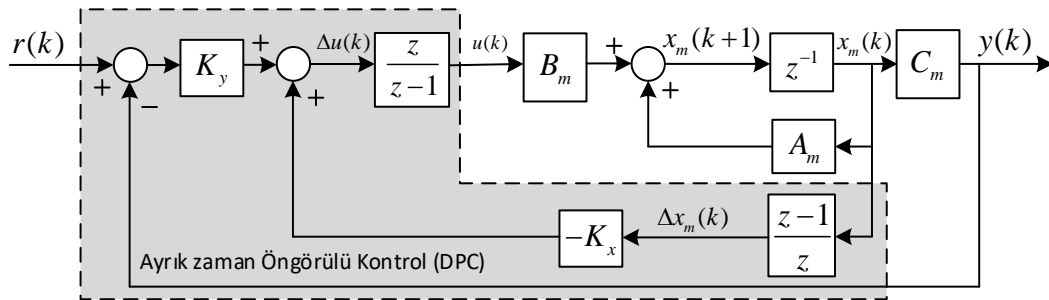 r(k)
+
−
K_y
+
+
Δu(k)
z
z−1
u(k)
B_m
+
+
x_m(k+1)
z^{-1}
x_m(k)
C_m
y(k)
A_m
−K_x
Δx_m(k)
z−1
z
Ayrık zaman Öngörülü Kontrol (DPC)